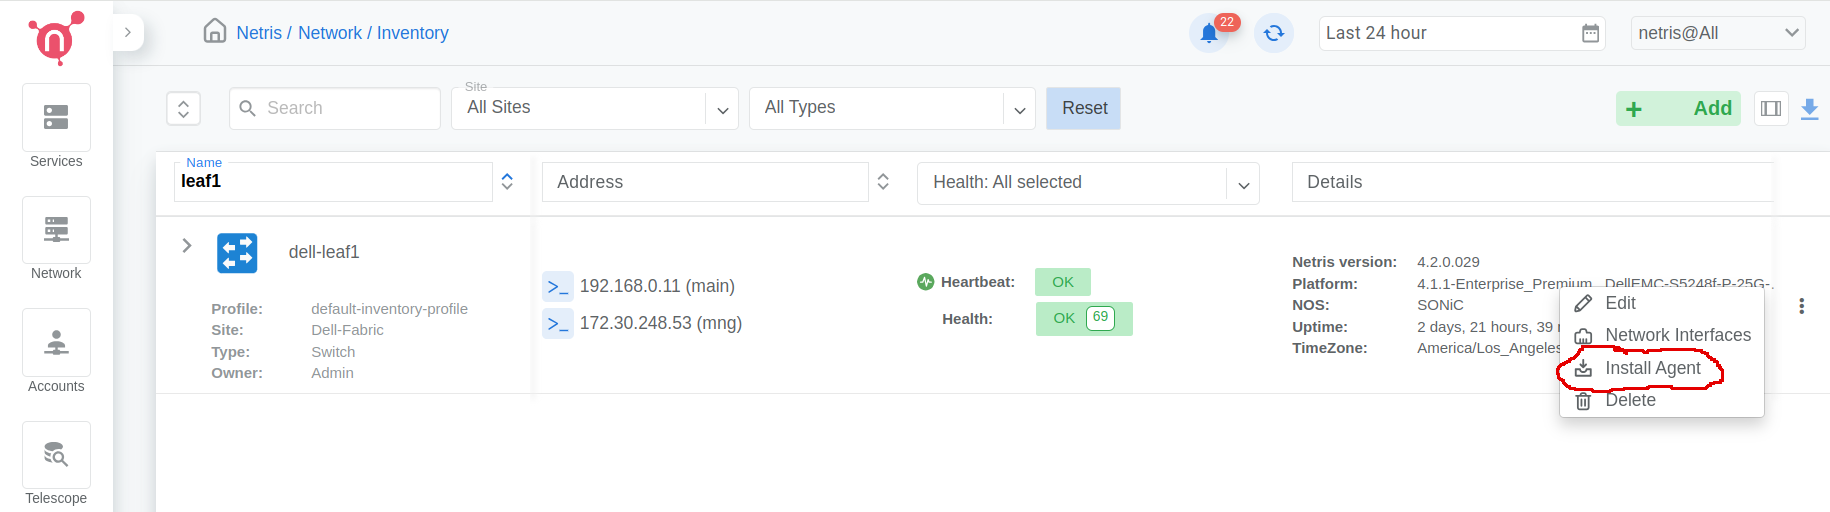 Netris / Network / Inventory
22
Last 24 hour
netris@All
Services
Network
Accounts
Telescope
Search
Site
All Sites
All Types
Reset
+ Add
Name
leaf1
Address
Health: All selected
Details
dell-leaf1
Profile: default-inventory-profile
Site: Dell-Fabric
Type: Switch
Owner: Admin
>_ 192.168.0.11 (main)
>_ 172.30.248.53 (mng)
Heartbeat: OK
Health: OK 69
Netris version: 4.2.0.029
Platform: 4.1.1-Enterprise_Premium DellEMC-S5248f-P-25G-.
NOS: SONiC
Uptime: 2 days, 21 hours, 39
TimeZone: America/Los_Angeles
Edit
Network Interfaces
Install Agent
Delete